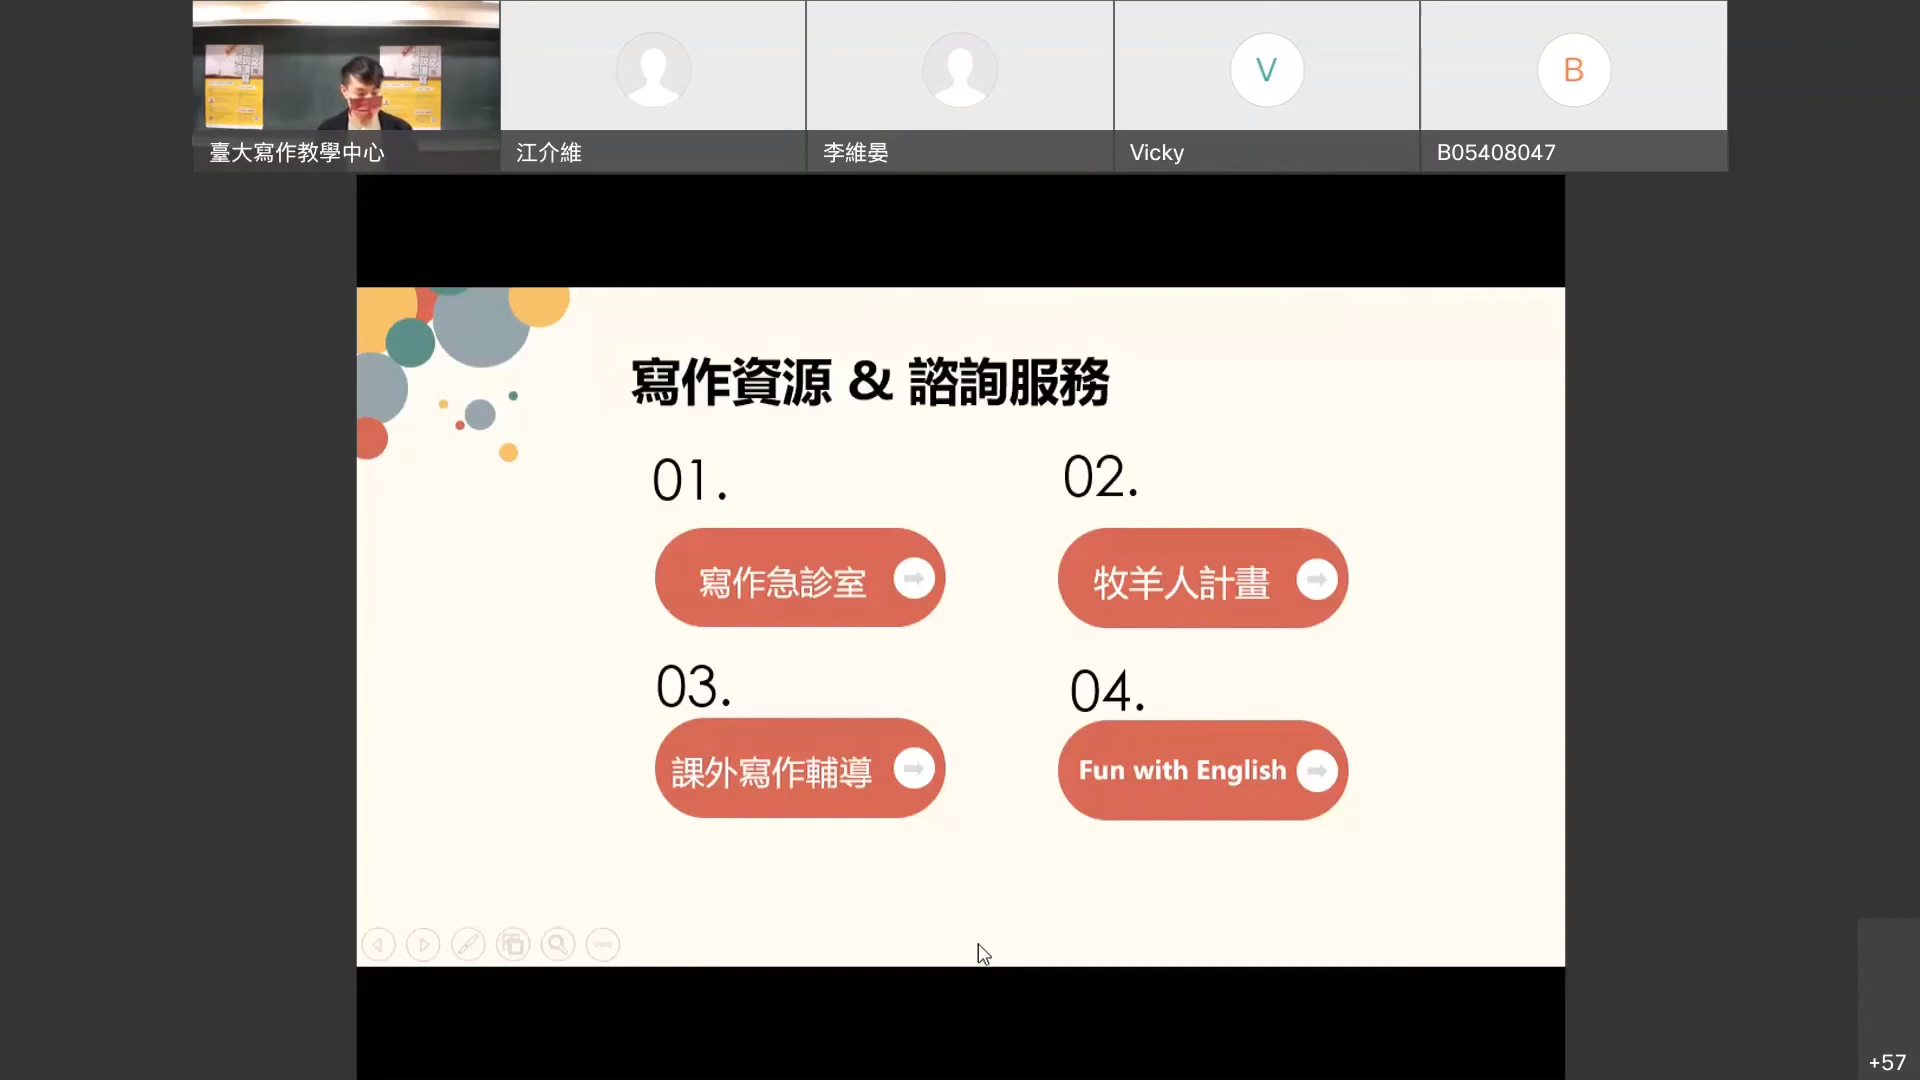 臺大寫作教學中心
江介維
李維晏
V
Vicky
B
B05408047
寫作資源 & 諮詢服務
01.
寫作急診室
02.
牧羊人計畫
03.
課外寫作輔導
04.
Fun with English
+57